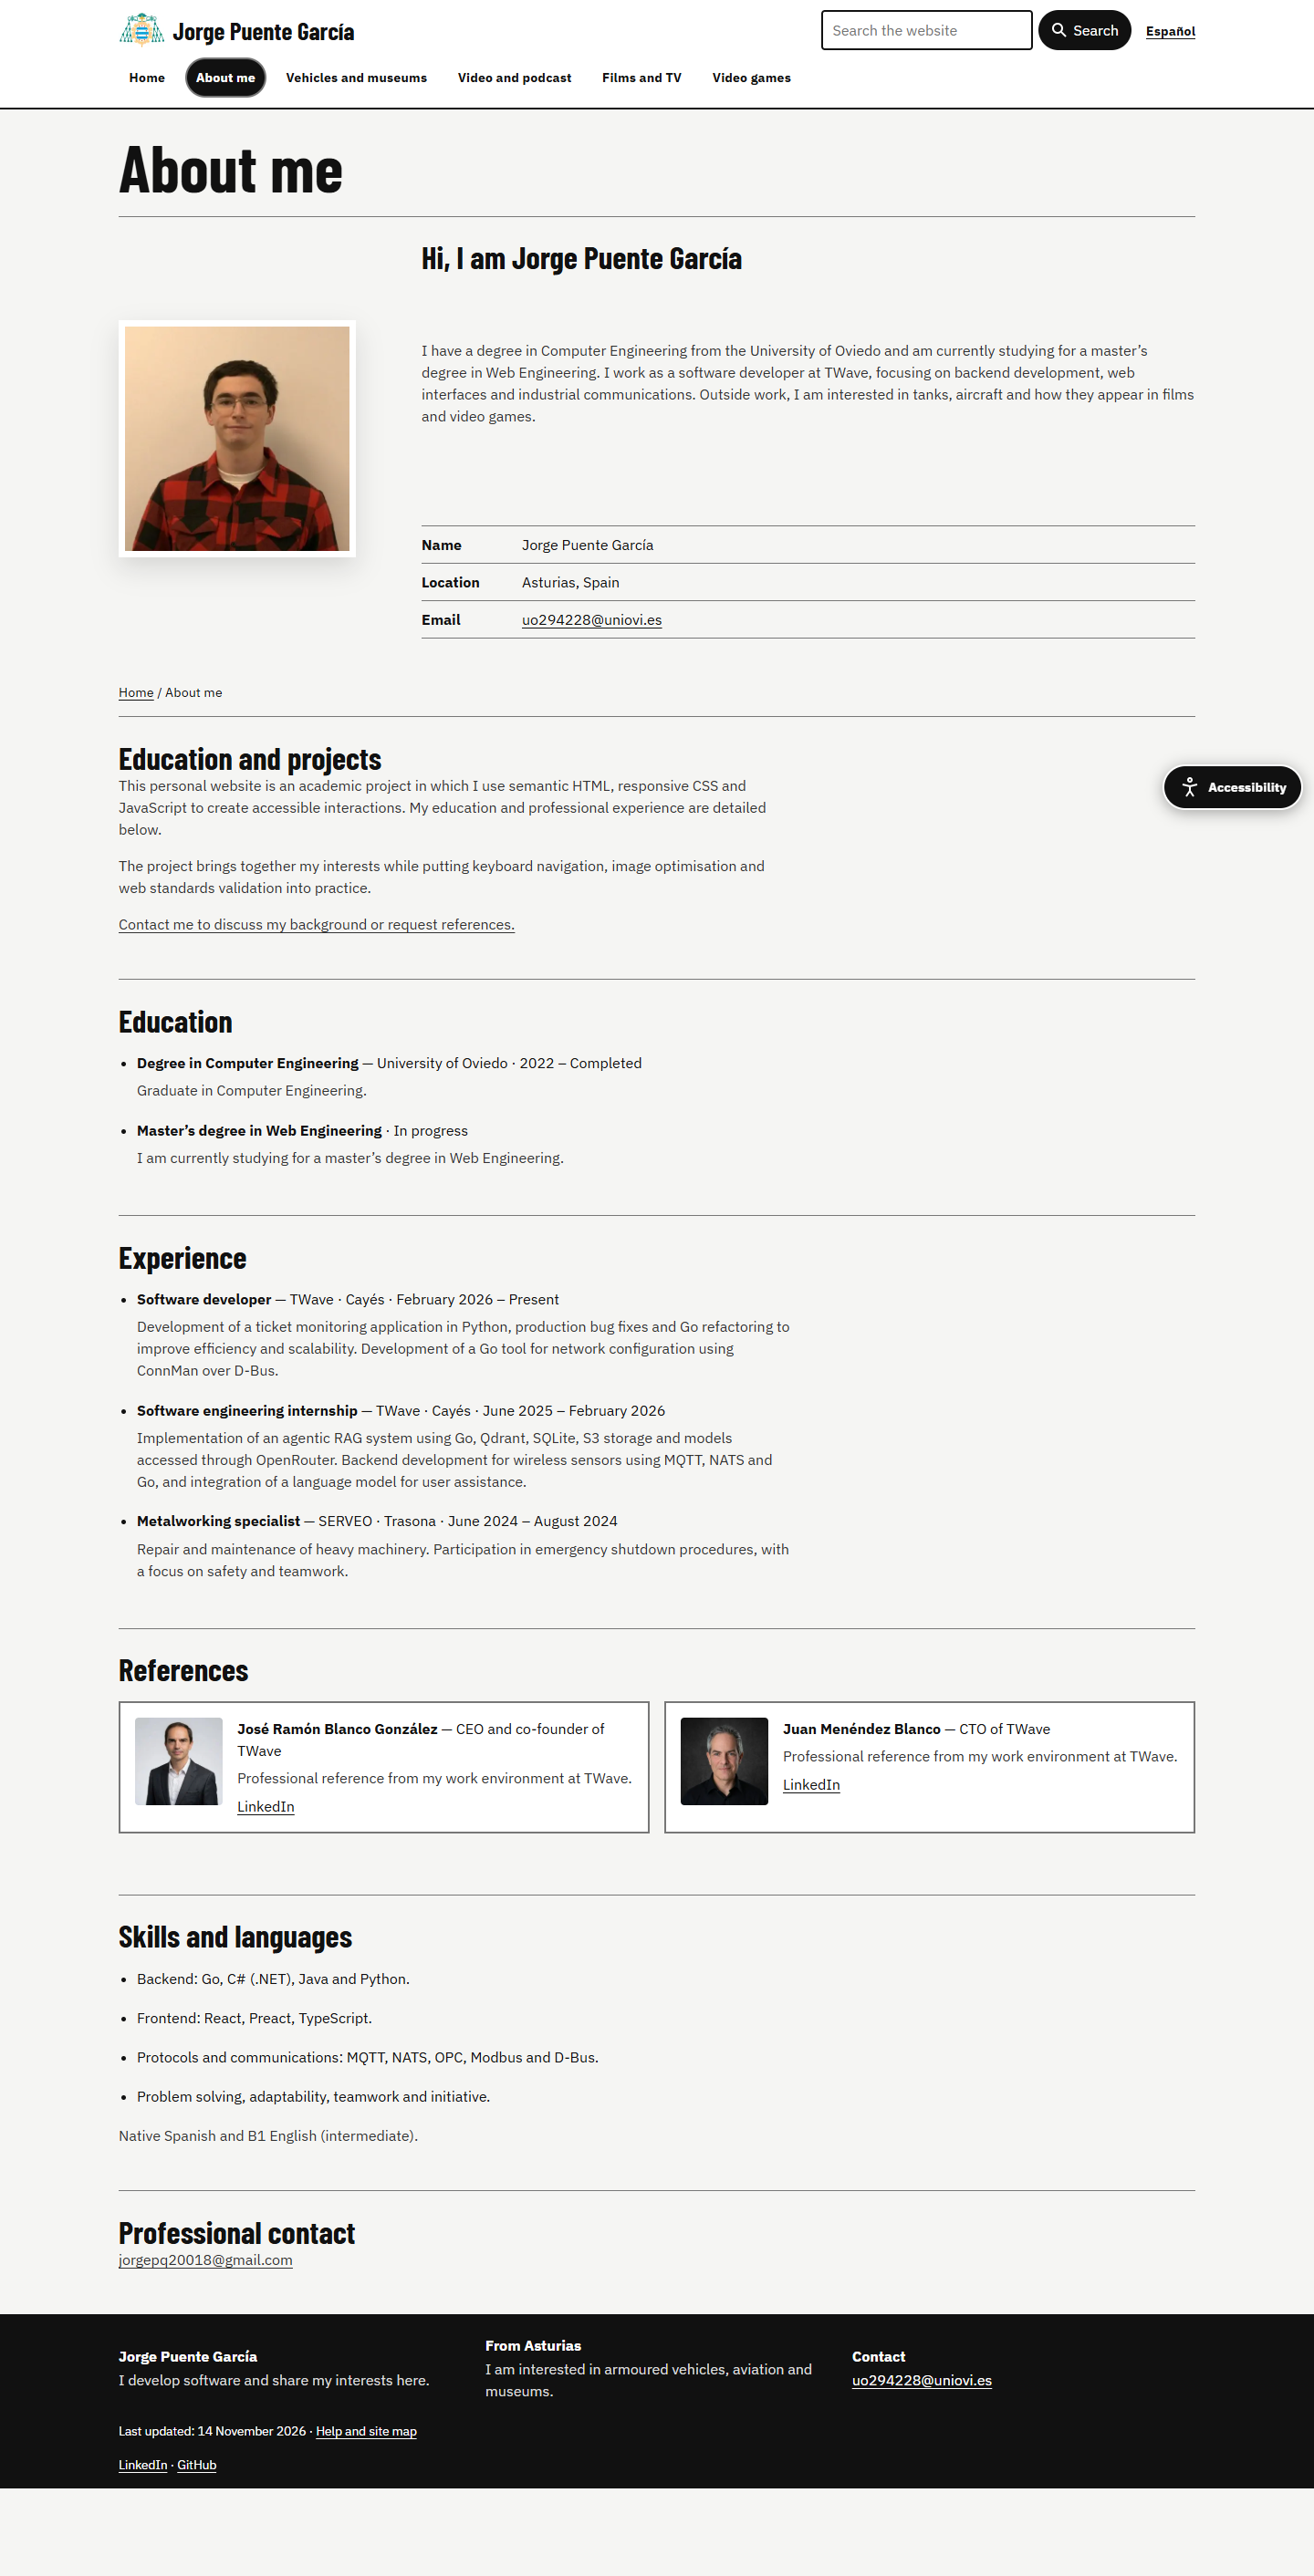 Jorge Puente García
Search the website
Search
Español
Home
About me
Vehicles and museums
Video and podcast
Films and TV
Video games
About me
Hi, I am Jorge Puente García
I have a degree in Computer Engineering from the University of Oviedo and am currently studying for a master’s
degree in Web Engineering. I work as a software developer at TWave, focusing on backend development, web
interfaces and industrial communications. Outside work, I am interested in tanks, aircraft and how they appear in films
and video games.
Name Jorge Puente García
Location Asturias, Spain
Email uo294228@uniovi.es
Home / About me
Education and projects
This personal website is an academic project in which I use semantic HTML, responsive CSS and
JavaScript to create accessible interactions. My education and professional experience are detailed
below.
Accessibility
The project brings together my interests while putting keyboard navigation, image optimisation and
web standards validation into practice.
Contact me to discuss my background or request references.
Education
• Degree in Computer Engineering — University of Oviedo · 2022 – Completed
Graduate in Computer Engineering.
• Master’s degree in Web Engineering · In progress
I am currently studying for a master’s degree in Web Engineering.
Experience
• Software developer — TWave · Cayés · February 2026 – Present
Development of a ticket monitoring application in Python, production bug fixes and Go refactoring to
improve efficiency and scalability. Development of a Go tool for network configuration using
ConnMan over D-Bus.
• Software engineering internship — TWave · Cayés · June 2025 – February 2026
Implementation of an agentic RAG system using Go, Qdrant, SQLite, S3 storage and models
accessed through OpenRouter. Backend development for wireless sensors using MQTT, NATS and
Go, and integration of a language model for user assistance.
• Metalworking specialist — SERVEO · Trasona · June 2024 – August 2024
Repair and maintenance of heavy machinery. Participation in emergency shutdown procedures, with
a focus on safety and teamwork.
References
José Ramón Blanco González — CEO and co-founder of
TWave
Professional reference from my work environment at TWave.
LinkedIn
Juan Menéndez Blanco — CTO of TWave
Professional reference from my work environment at TWave.
LinkedIn
Skills and languages
• Backend: Go, C# (.NET), Java and Python.
• Frontend: React, Preact, TypeScript.
• Protocols and communications: MQTT, NATS, OPC, Modbus and D-Bus.
• Problem solving, adaptability, teamwork and initiative.
Native Spanish and B1 English (intermediate).
Professional contact
jorgepq20018@gmail.com
Jorge Puente García
I develop software and share my interests here.
From Asturias
I am interested in armoured vehicles, aviation and
museums.
Contact
uo294228@uniovi.es
Last updated: 14 November 2026 · Help and site map
LinkedIn · GitHub